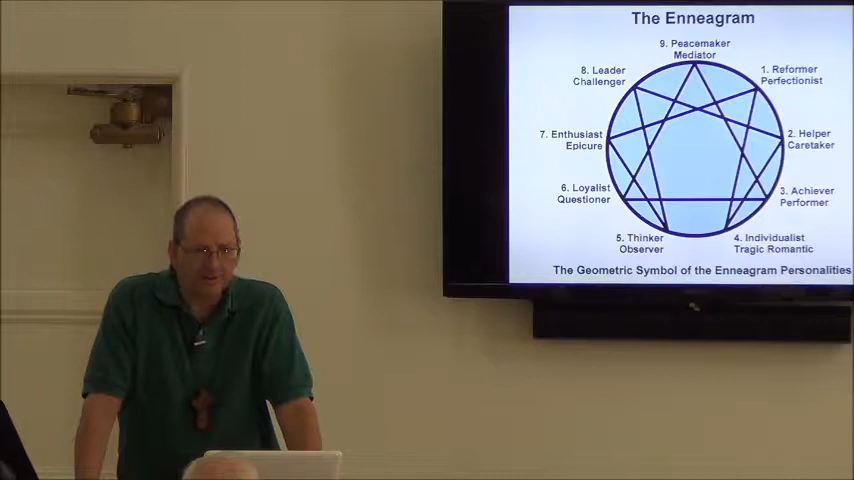 The Enneagram
9. Peacemaker
Mediator
8. Leader
Challenger
1. Reformer
Perfectionist
7. Enthusiast
Epicure
2. Helper
Caretaker
6. Loyalist
Questioner
3. Achiever
Performer
5. Thinker
Observer
4. Individualist
Tragic Romantic
The Geometric Symbol of the Enneagram Personalities